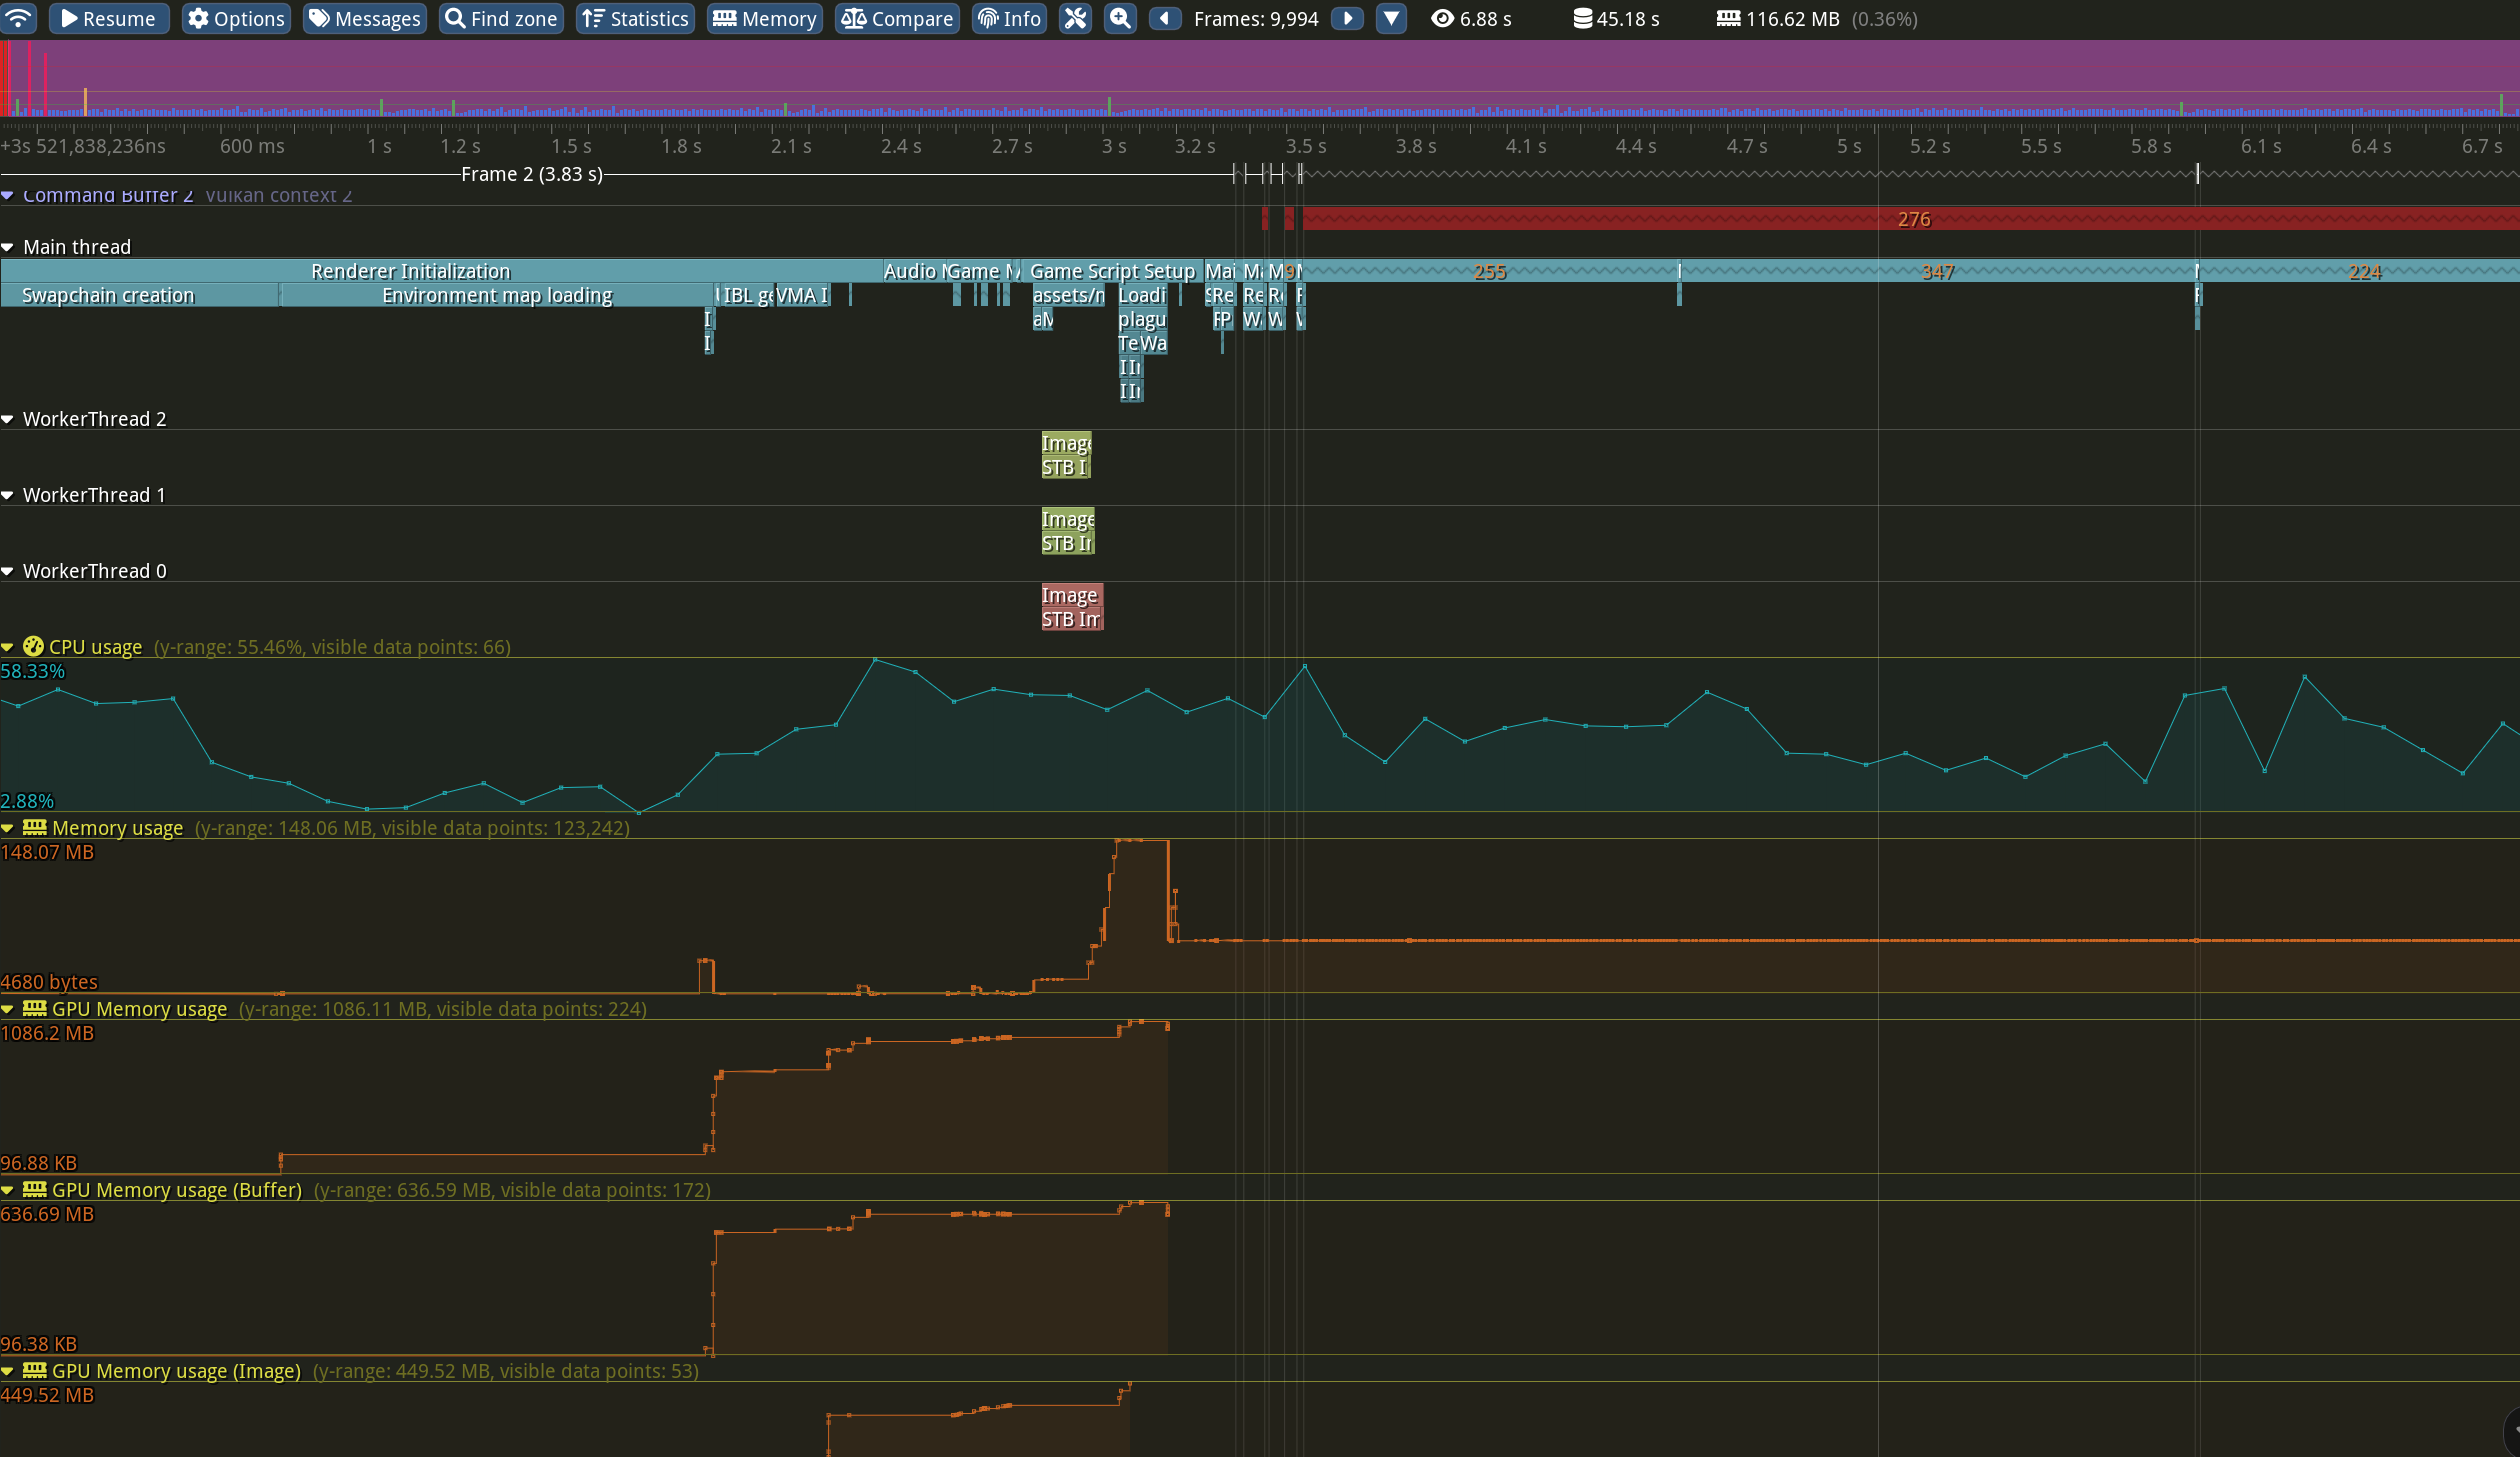 Resume Options Messages Find zone Statistics Memory Compare Info Frames: 9,994 6.88 s 45.18 s 116.62 MB (0.36%)
+3s 521,838,236ns 600 ms 1 s 1.2 s 1.5 s 1.8 s 2.1 s 2.4 s 2.7 s 3 s 3.2 s 3.5 s 3.8 s 4.1 s 4.4 s 4.7 s 5 s 5.2 s 5.5 s 5.8 s 6.1 s 6.4 s 6.7 s
Frame 2 (3.83 s)
Command Buffer 2 Vulkan context 2
276
Main thread
Renderer Initialization Audio Game Game Script Setup Mai 255 347 224
Swapchain creation Environment map loading IBL ge VMA I assets/n Loadi Re Re
plagu
Te Wa
WorkerThread 2
Image
STB I
WorkerThread 1
Image
STB Ir
WorkerThread 0
Image
STB Im
CPU usage (y-range: 55.46%, visible data points: 66)
58.33%
2.88%
Memory usage (y-range: 148.06 MB, visible data points: 123,242)
148.07 MB
4680 bytes
GPU Memory usage (y-range: 1086.11 MB, visible data points: 224)
1086.2 MB
96.88 KB
GPU Memory usage (Buffer) (y-range: 636.59 MB, visible data points: 172)
636.69 MB
96.38 KB
GPU Memory usage (Image) (y-range: 449.52 MB, visible data points: 53)
449.52 MB